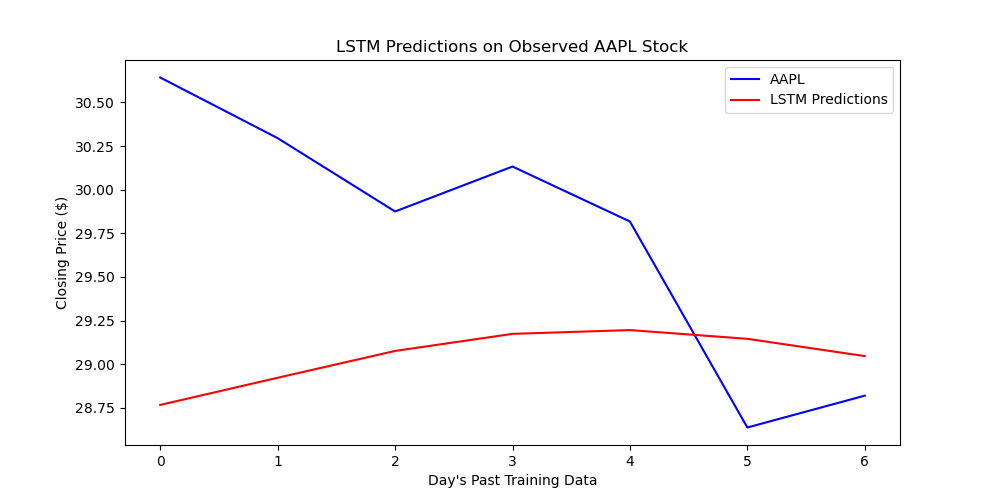 LSTM Predictions on Observed AAPL Stock
AAPL
LSTM Predictions
30.50
30.25
30.00
29.75
29.50
29.25
29.00
28.75
Closing Price ($)
0 1 2 3 4 5 6
Day's Past Training Data